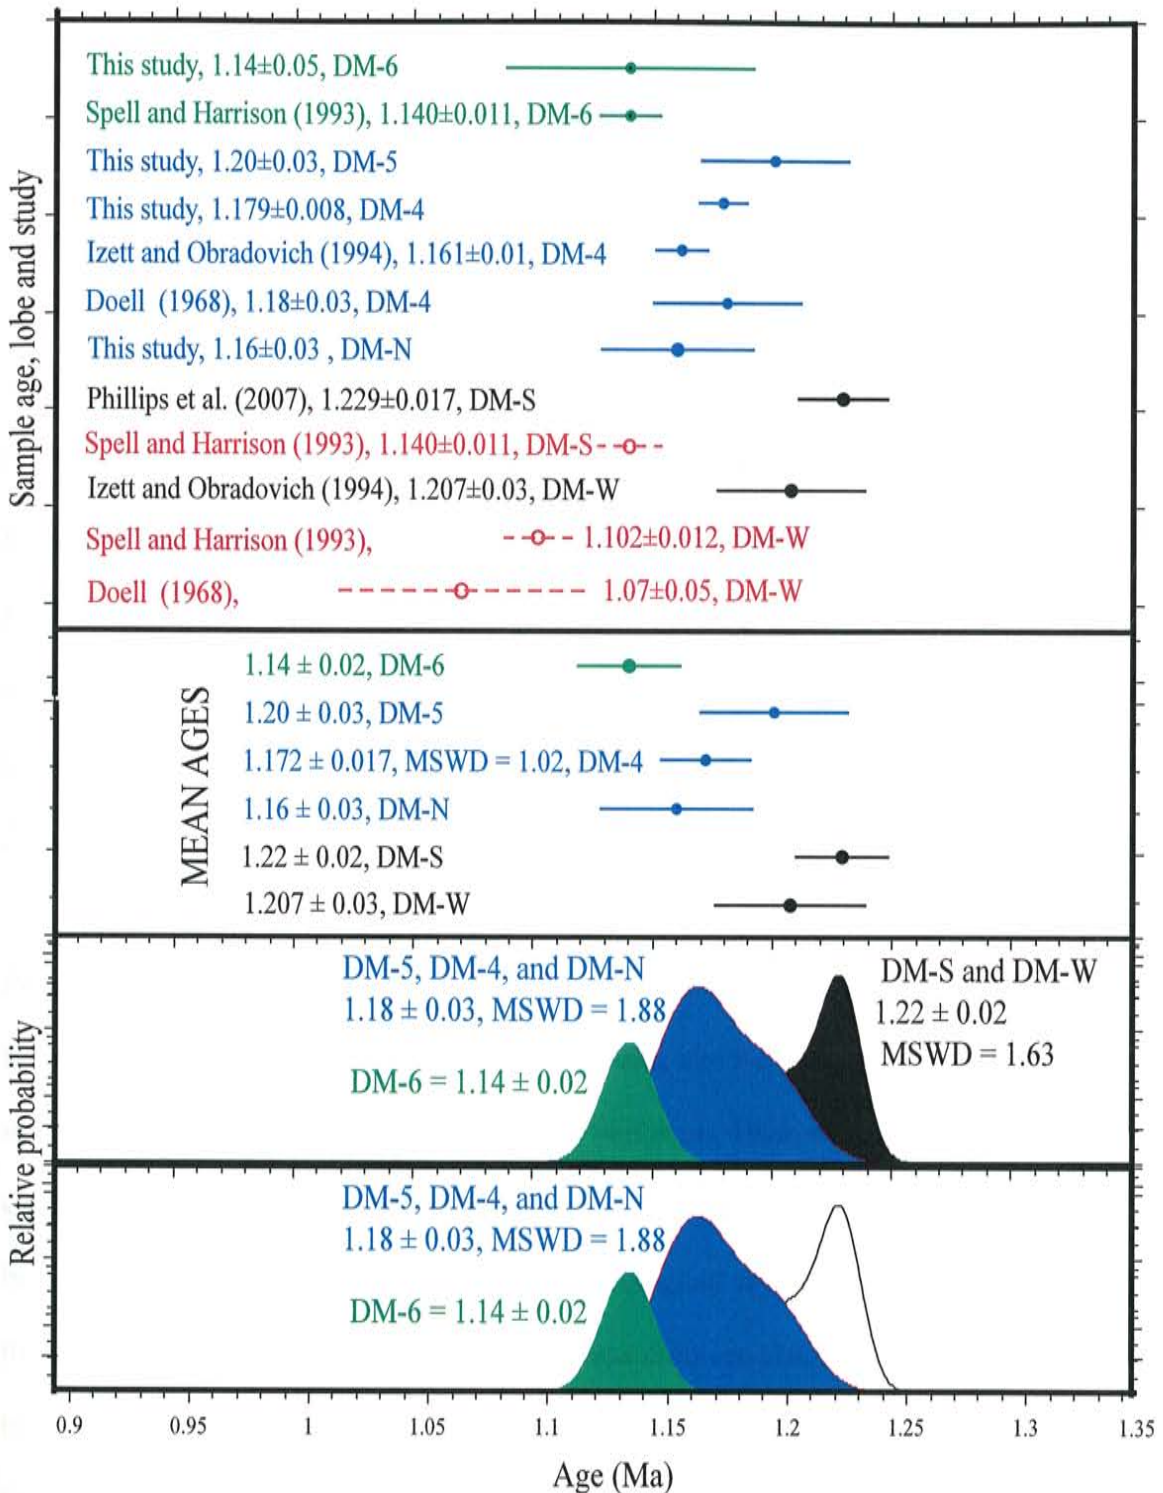 Sample age, lobe and study
This study, 1.14±0.05, DM-6
Spell and Harrison (1993), 1.140±0.011, DM-6
This study, 1.20±0.03, DM-5
This study, 1.179±0.008, DM-4
Izett and Obradovich (1994), 1.161±0.01, DM-4
Doell (1968), 1.18±0.03, DM-4
This study, 1.16±0.03 , DM-N
Phillips et al. (2007), 1.229±0.017, DM-S
Spell and Harrison (1993), 1.140±0.011, DM-S
Izett and Obradovich (1994), 1.207±0.03, DM-W
Spell and Harrison (1993), 1.102±0.012, DM-W
Doell (1968), 1.07±0.05, DM-W
MEAN AGES
1.14 ± 0.02, DM-6
1.20 ± 0.03, DM-5
1.172 ± 0.017, MSWD = 1.02, DM-4
1.16 ± 0.03, DM-N
1.22 ± 0.02, DM-S
1.207 ± 0.03, DM-W
Relative probability
DM-5, DM-4, and DM-N
1.18 ± 0.03, MSWD = 1.88
DM-6 = 1.14 ± 0.02
DM-S and DM-W
1.22 ± 0.02
MSWD = 1.63
DM-5, DM-4, and DM-N
1.18 ± 0.03, MSWD = 1.88
DM-6 = 1.14 ± 0.02
0.9 0.95 1 1.05 1.1 1.15 1.2 1.25 1.3 1.35
Age (Ma)